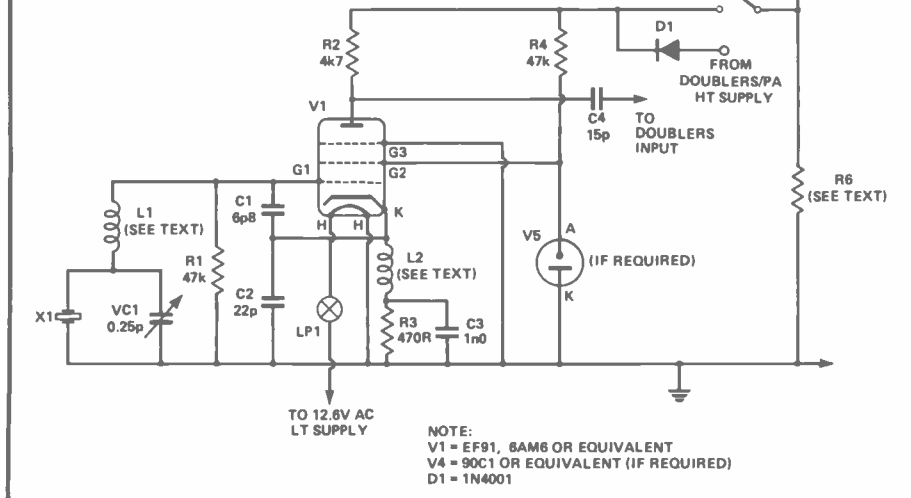 R2
4k7
R4
47k
D1
FROM
DOUBLERS/PA
HT SUPPLY
V1
C4
15p
TO
DOUBLERS
INPUT
G3
G1
G2
R6
(SEE TEXT)
C1
6p8
K
L1
(SEE TEXT)
H
H
V5
A
(IF REQUIRED)
K
R1
47k
L2
(SEE TEXT)
X1
VC1
0.25p
C2
22p
LP1
R3
470R
C3
1n0
TO 12.6V AC
LT SUPPLY
NOTE:
V1 = EF91, 6AM6 OR EQUIVALENT
V4 = 90C1 OR EQUIVALENT (IF REQUIRED)
D1 = 1N4001